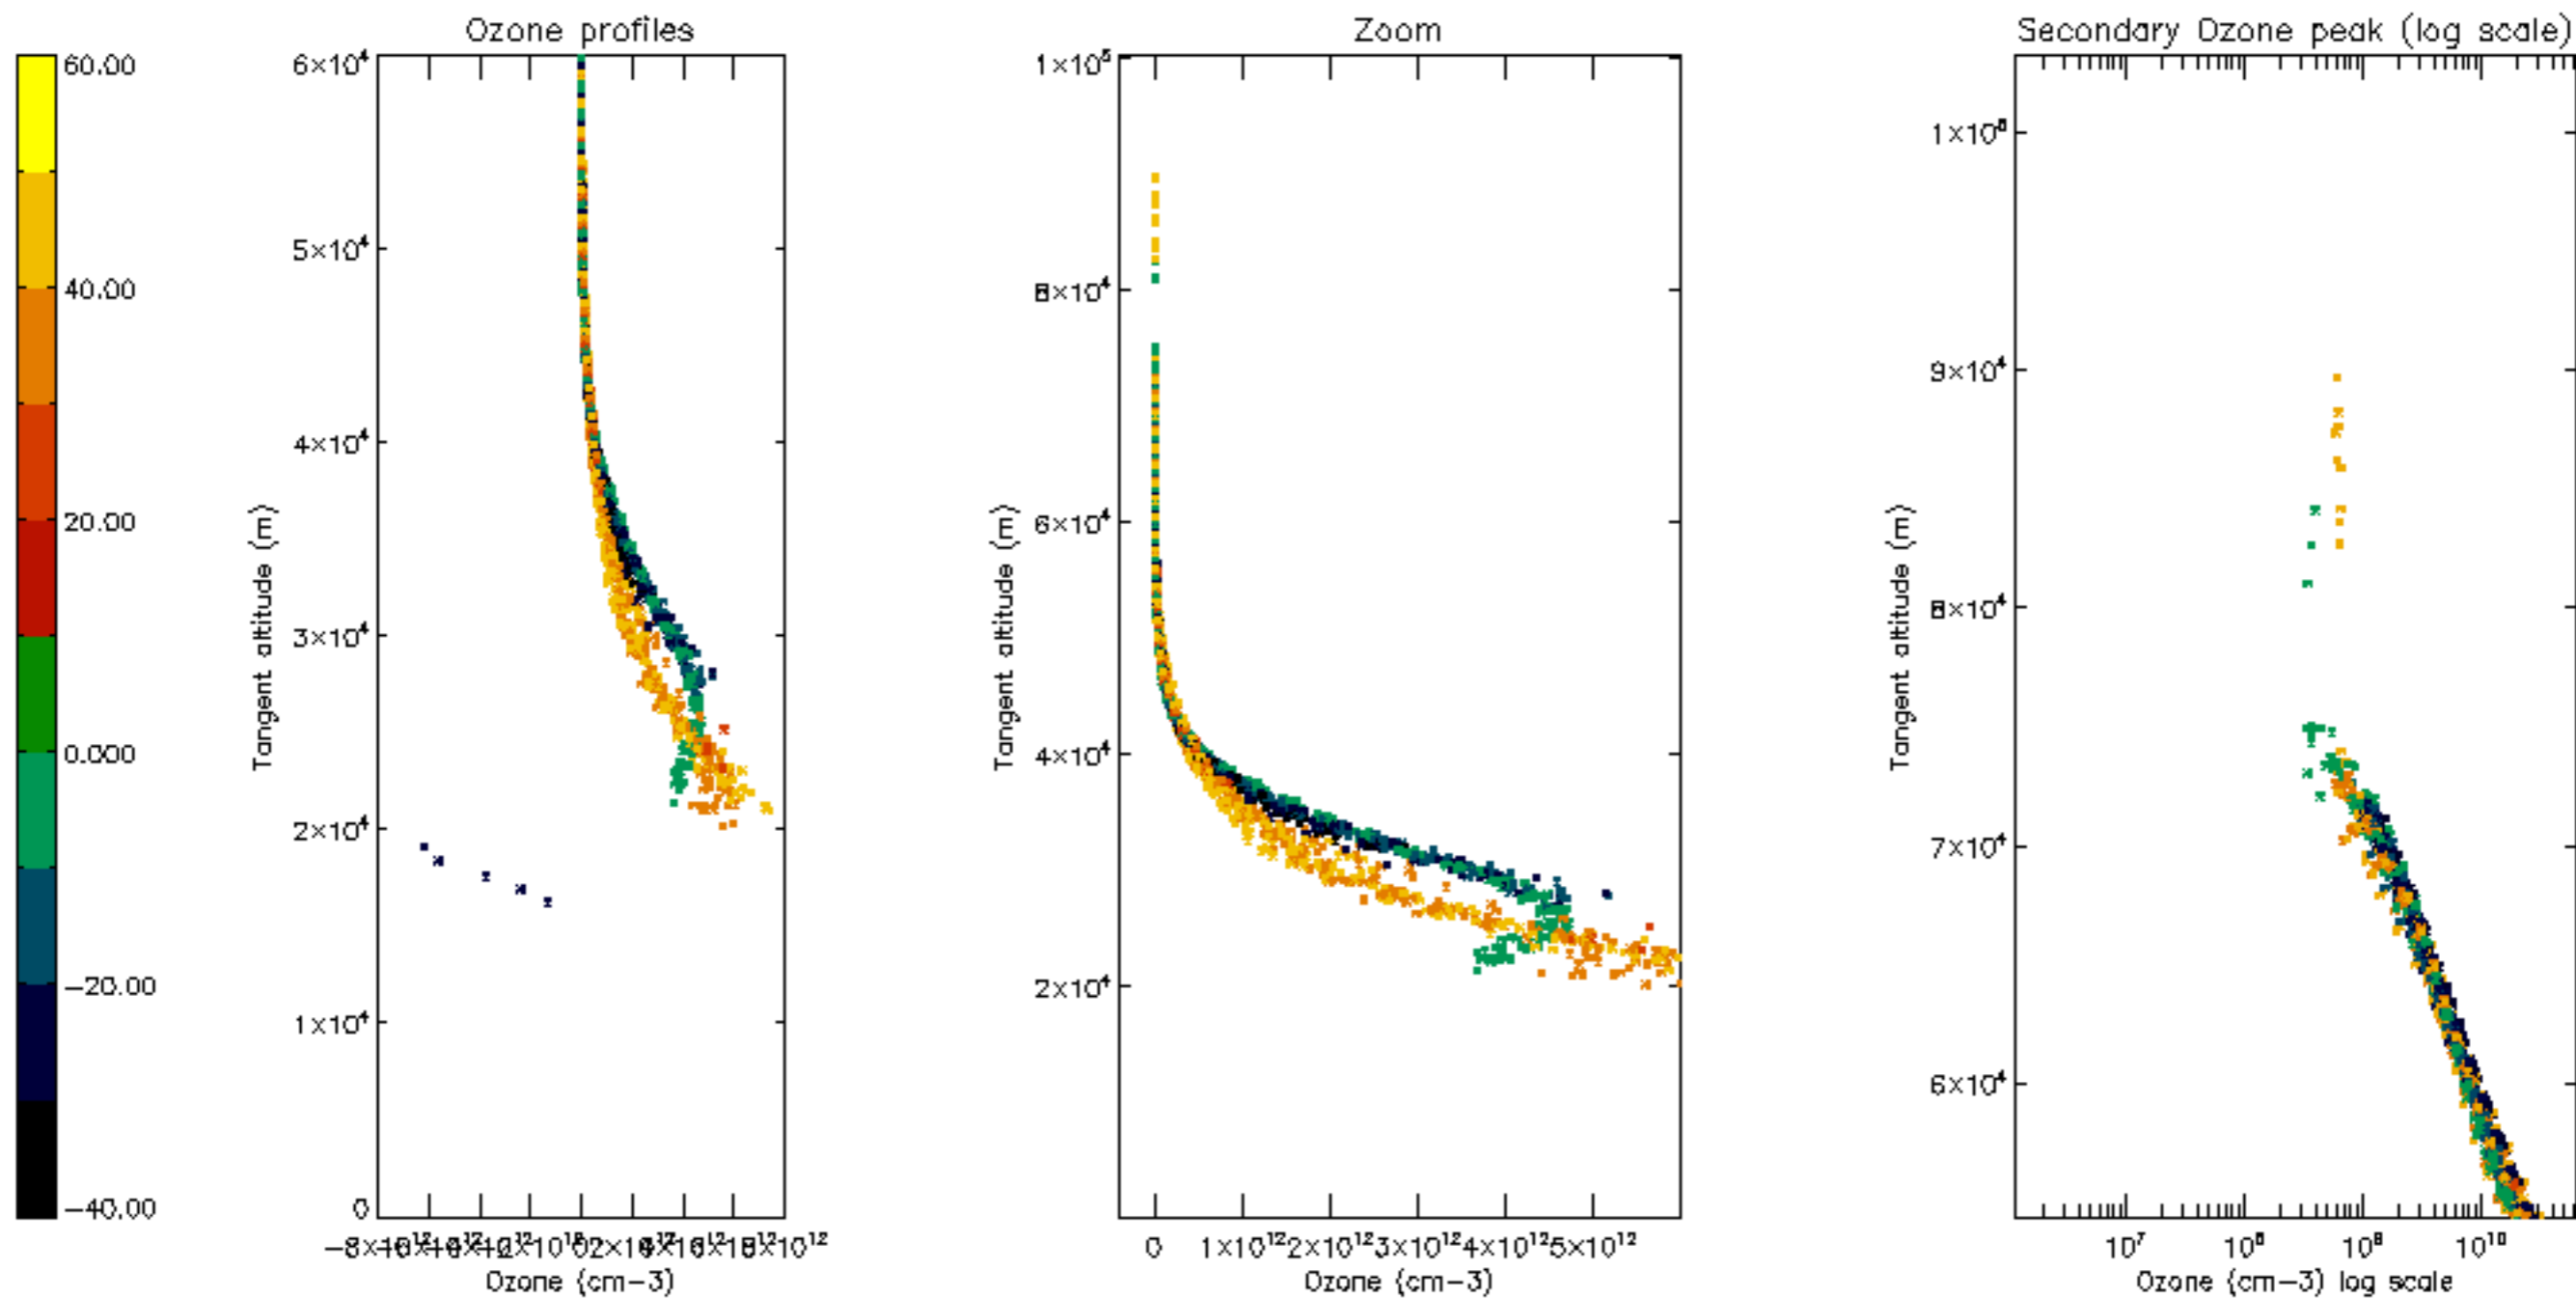 Ozone profiles
Zoom
Secondary Ozone peak (log scale)
60.00
40.00
20.00
0.000
−20.00
−40.00
6×10⁴
5×10⁴
4×10⁴
3×10⁴
2×10⁴
1×10⁴
0
Tangent altitude (m)
Ozone (cm−3)
1×10⁵
8×10⁴
6×10⁴
4×10⁴
2×10⁴
Tangent altitude (m)
0 1×10¹² 2×10¹² 3×10¹² 4×10¹² 5×10¹²
Ozone (cm−3)
9×10⁴
8×10⁴
7×10⁴
6×10⁴
Tangent altitude (m)
10⁷ 10⁸ 10⁹ 10¹⁰
Ozone (cm−3) log scale